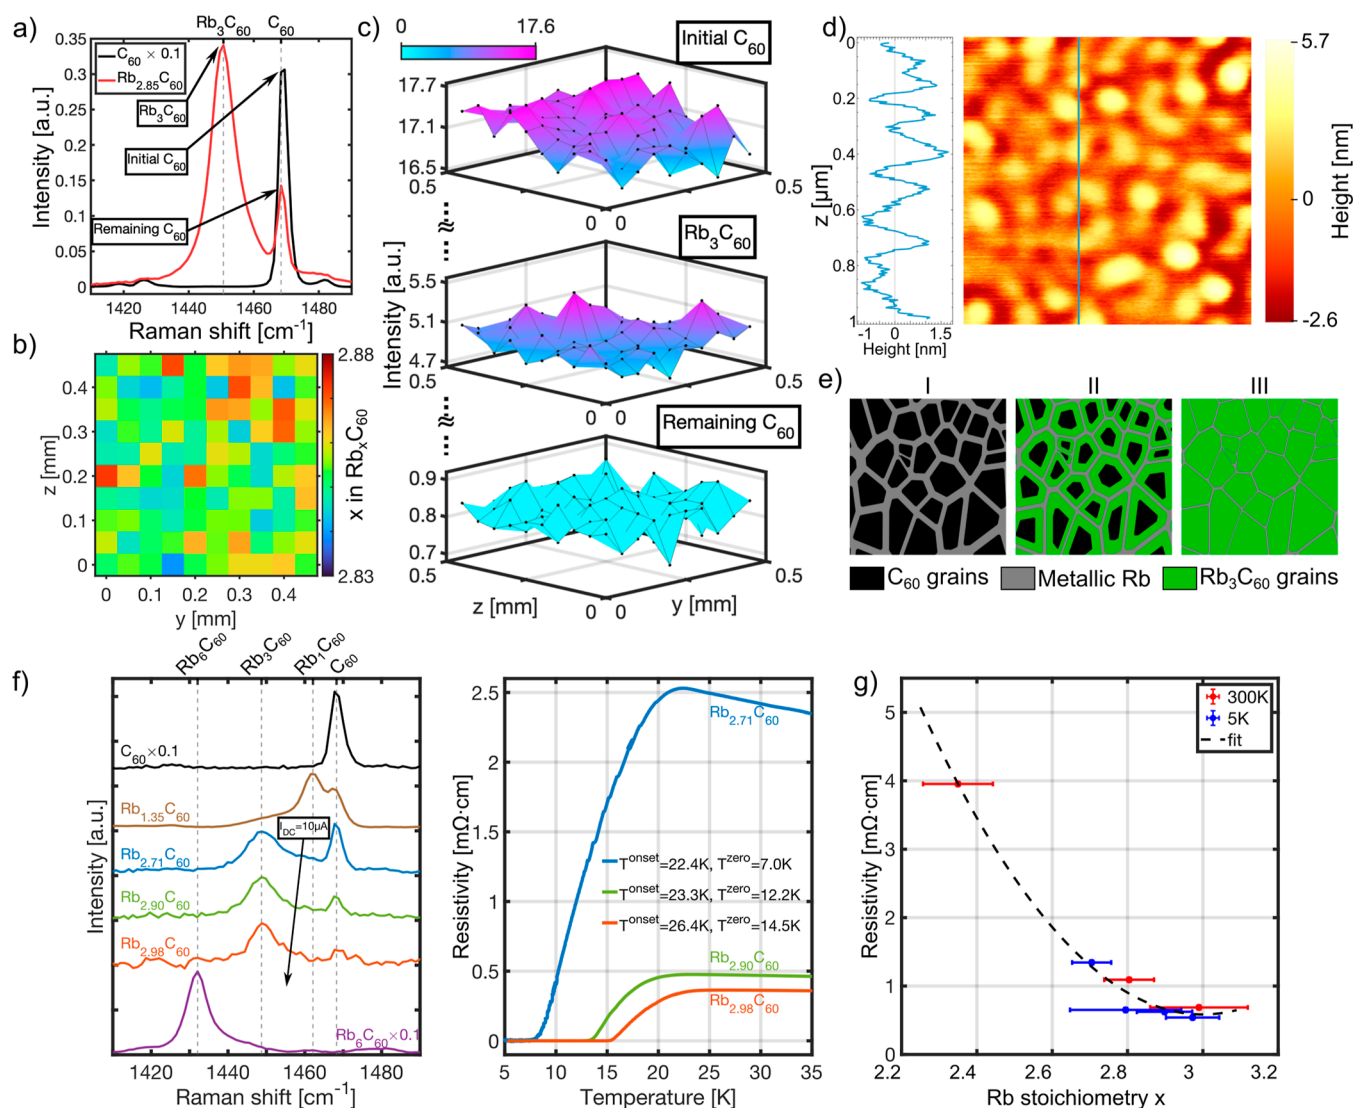 a)
Rb3C60
C60
Intensity [a.u.]
0.35
0.3
0.25
0.2
0.15
0.1
0.05
0
C60 × 0.1
Rb2.85C60
Rb3C60
Initial C60
Remaining C60
1420 1440 1460 1480
Raman shift [cm-1]
b)
z [mm]
0.4
0.3
0.2
0.1
0
0 0.1 0.2 0.3 0.4
y [mm]
2.88
x in RbxC60
2.83
c)
0 17.6
Initial C60
17.7
17.1
16.5
0.5 0 0 0.5
Rb3C60
Intensity [a.u.]
5.5
5.1
4.7
0.5 0 0 0.5
Remaining C60
0.9
0.8
0.7
0.5 0 0 0.5
z [mm] y [mm]
d)
0
0.2
0.4
0.6
0.8
1
z [µm]
-1 0 1.5
Height [nm]
5.7
0
-2.6
Height [nm]
e)
I II III
C60 grains Metallic Rb Rb3C60 grains
f)
Rb6C60
Rb3C60
Rb1C60
C60
Intensity [a.u.]
C60×0.1
Rb1.35C60
IDC=10µA
Rb2.71C60
Rb2.90C60
Rb2.98C60
Rb6C60×0.1
1420 1440 1460 1480
Raman shift [cm-1]
Resistivity [mΩ·cm]
2.5
2
1.5
1
0.5
0
Rb2.71C60
Tonset=22.4K, Tzero=7.0K
Tonset=23.3K, Tzero=12.2K
Tonset=26.4K, Tzero=14.5K
Rb2.90C60
Rb2.98C60
5 10 15 20 25 30 35
Temperature [K]
g)
Resistivity [mΩ·cm]
5
4
3
2
1
0
300K
5K
fit
2.2 2.4 2.6 2.8 3 3.2
Rb stoichiometry x